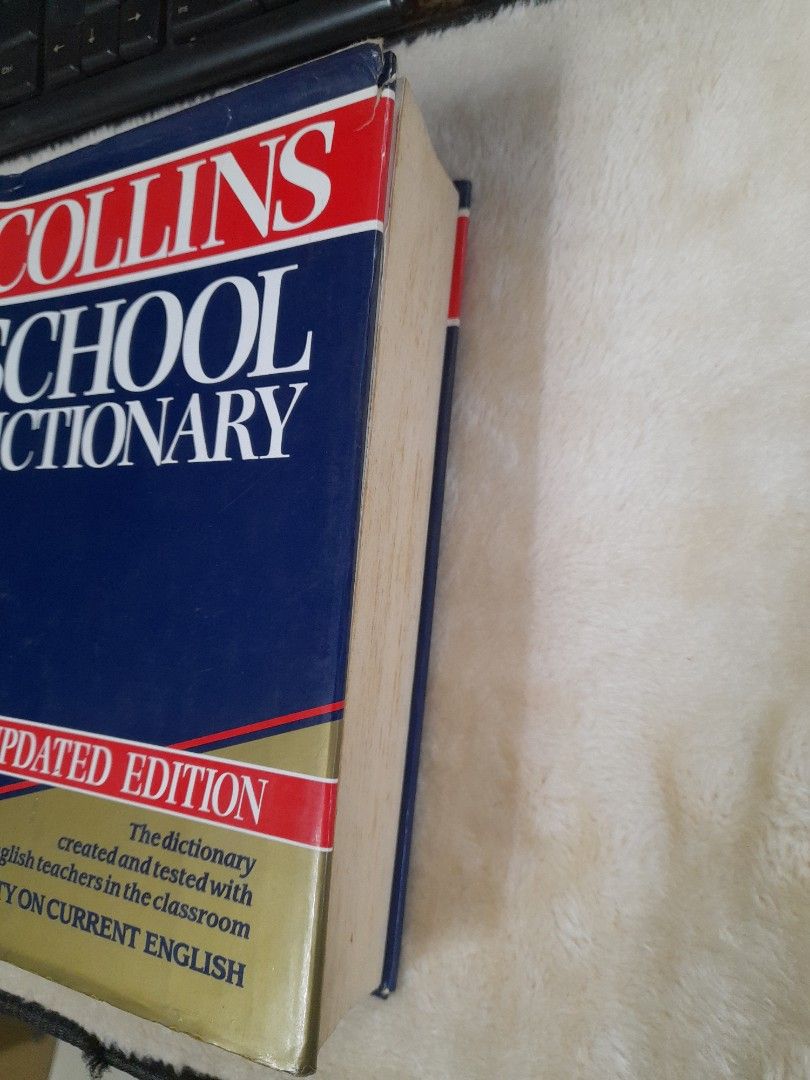 COLLINS
SCHOOL
ICTIONARY
UPDATED EDITION
The dictionary
created and tested with
glish teachers in the classroom
TY ON CURRENT ENGLISH